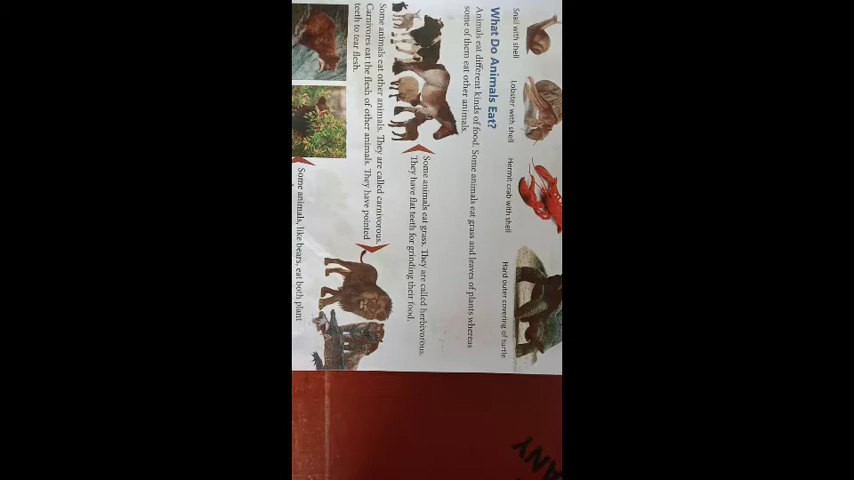 Snail with shell
Lobster with shell
Hermit crab with shell
Hard outer covering of turtle
What Do Animals Eat?
Animals eat different kinds of food. Some animals eat grass and leaves of plants whereas
some of them eat other animals.
Some animals eat grass. They are called herbivorous.
They have flat teeth for grinding their food.
Some animals eat other animals. They are called carnivorous.
Carnivores eat the flesh of other animals. They have pointed
teeth to tear flesh.
Some animals, like bears, eat both plant
ANY